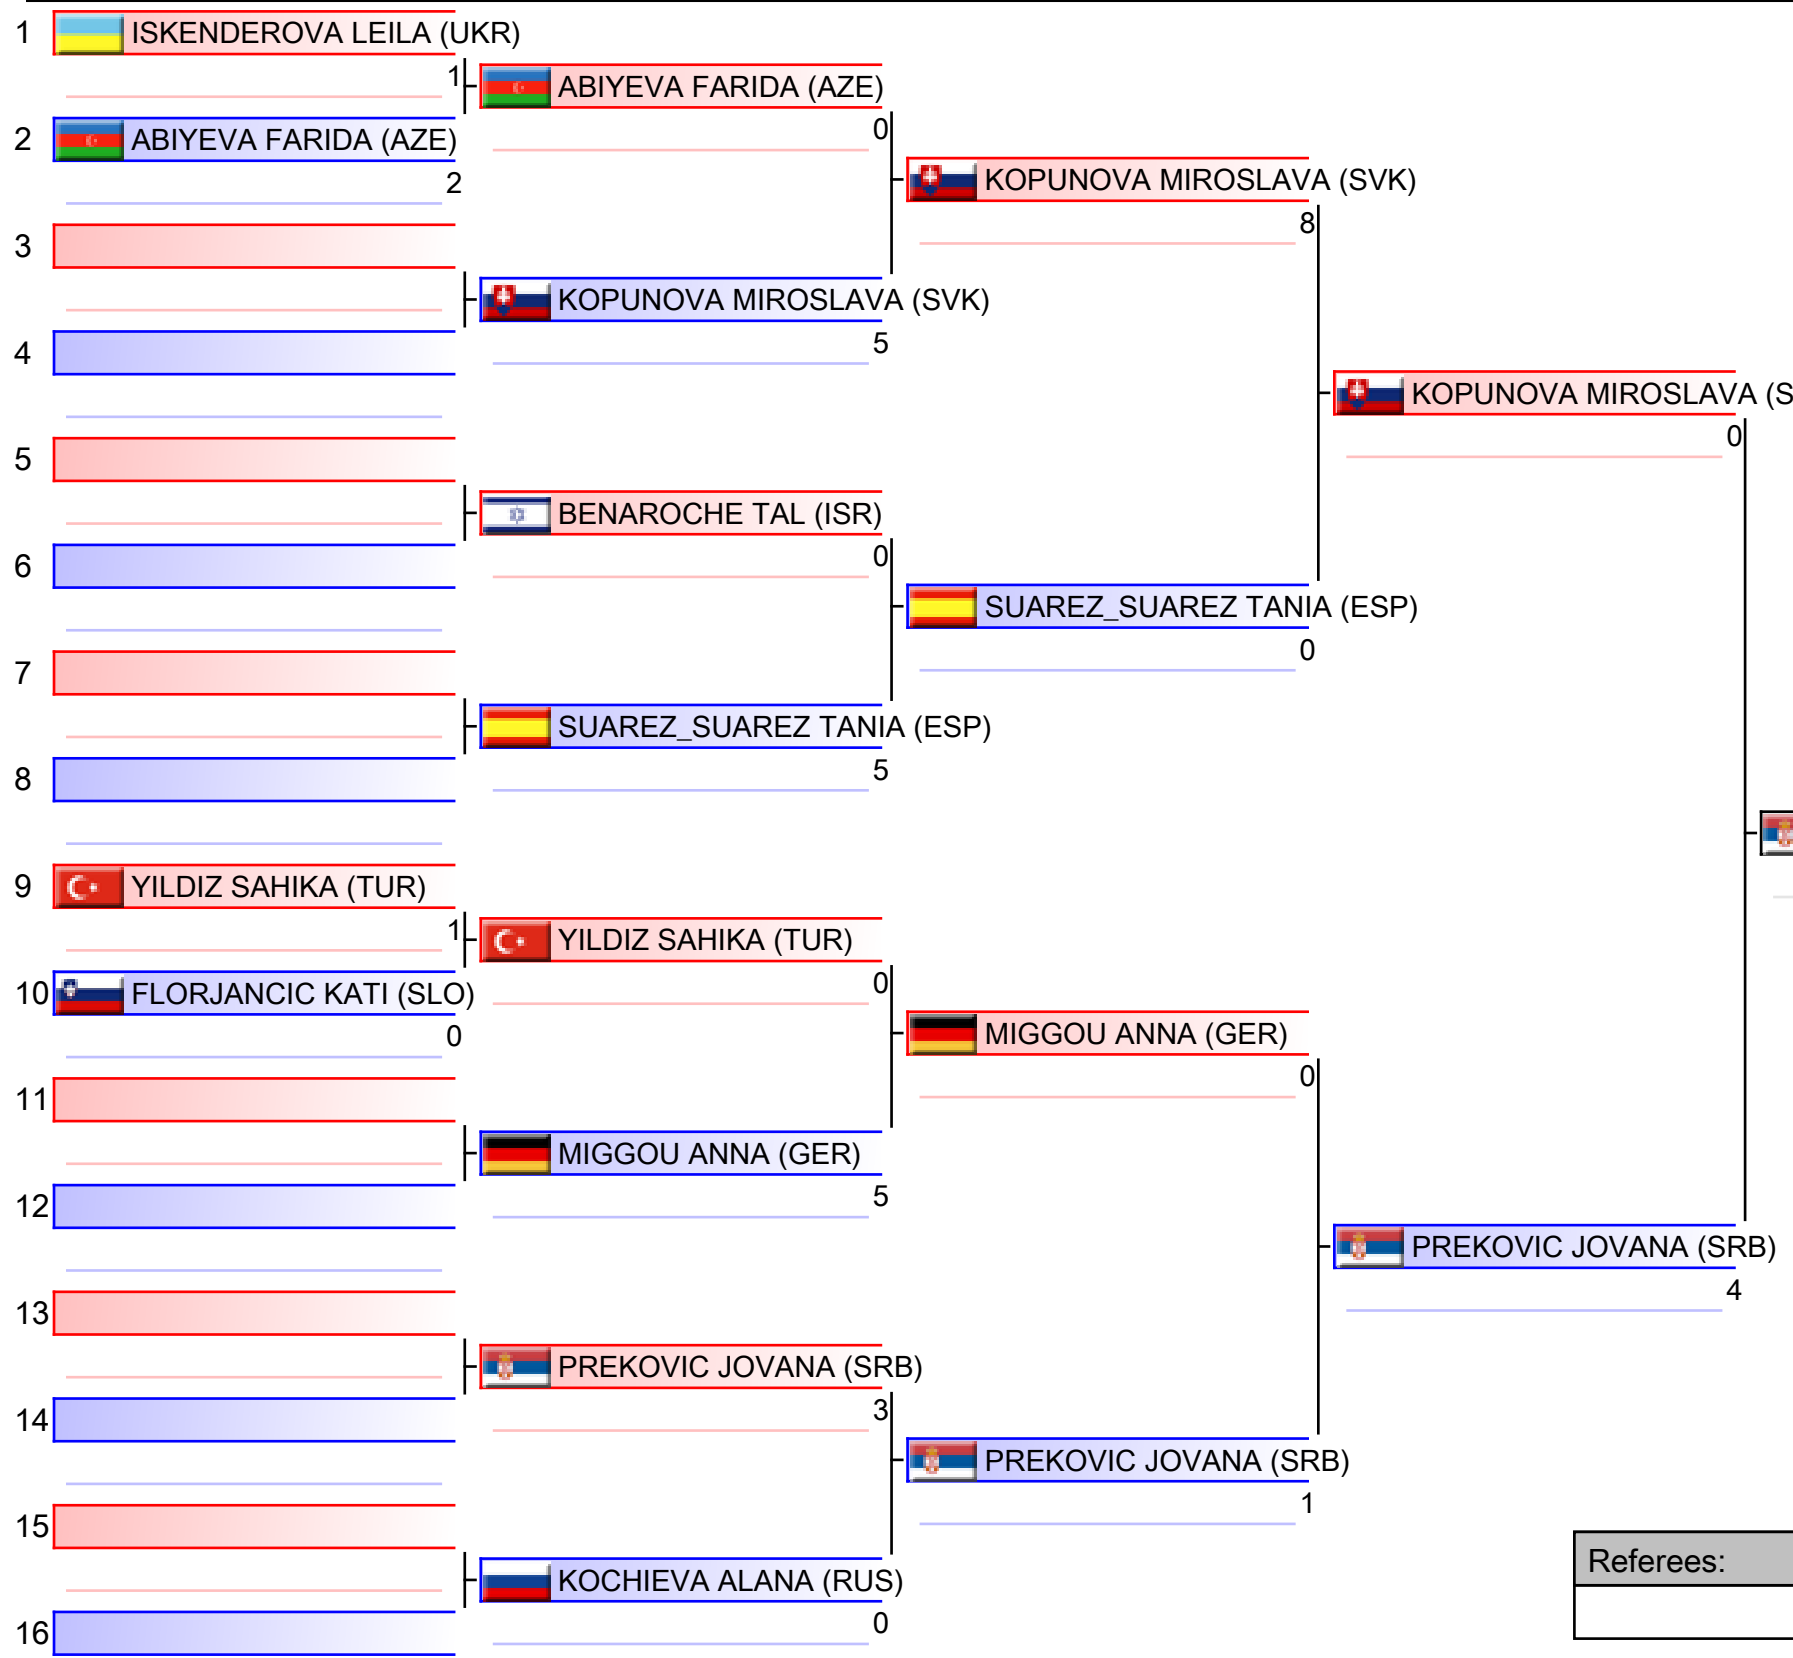 1 ISKENDEROVA LEILA (UKR)
1
ABIYEVA FARIDA (AZE)
0
2 ABIYEVA FARIDA (AZE)
2
KOPUNOVA MIROSLAVA (SVK)
8
3
KOPUNOVA MIROSLAVA (SVK)
5
4
KOPUNOVA MIROSLAVA (S
0
5
BENAROCHE TAL (ISR)
0
6
SUAREZ_SUAREZ TANIA (ESP)
0
7
SUAREZ_SUAREZ TANIA (ESP)
5
8
9 YILDIZ SAHIKA (TUR)
1
YILDIZ SAHIKA (TUR)
0
10 FLORJANCIC KATI (SLO)
0
MIGGOU ANNA (GER)
0
11
MIGGOU ANNA (GER)
5
12
PREKOVIC JOVANA (SRB)
4
13
PREKOVIC JOVANA (SRB)
3
14
PREKOVIC JOVANA (SRB)
1
15
KOCHIEVA ALANA (RUS)
0
16
Referees: